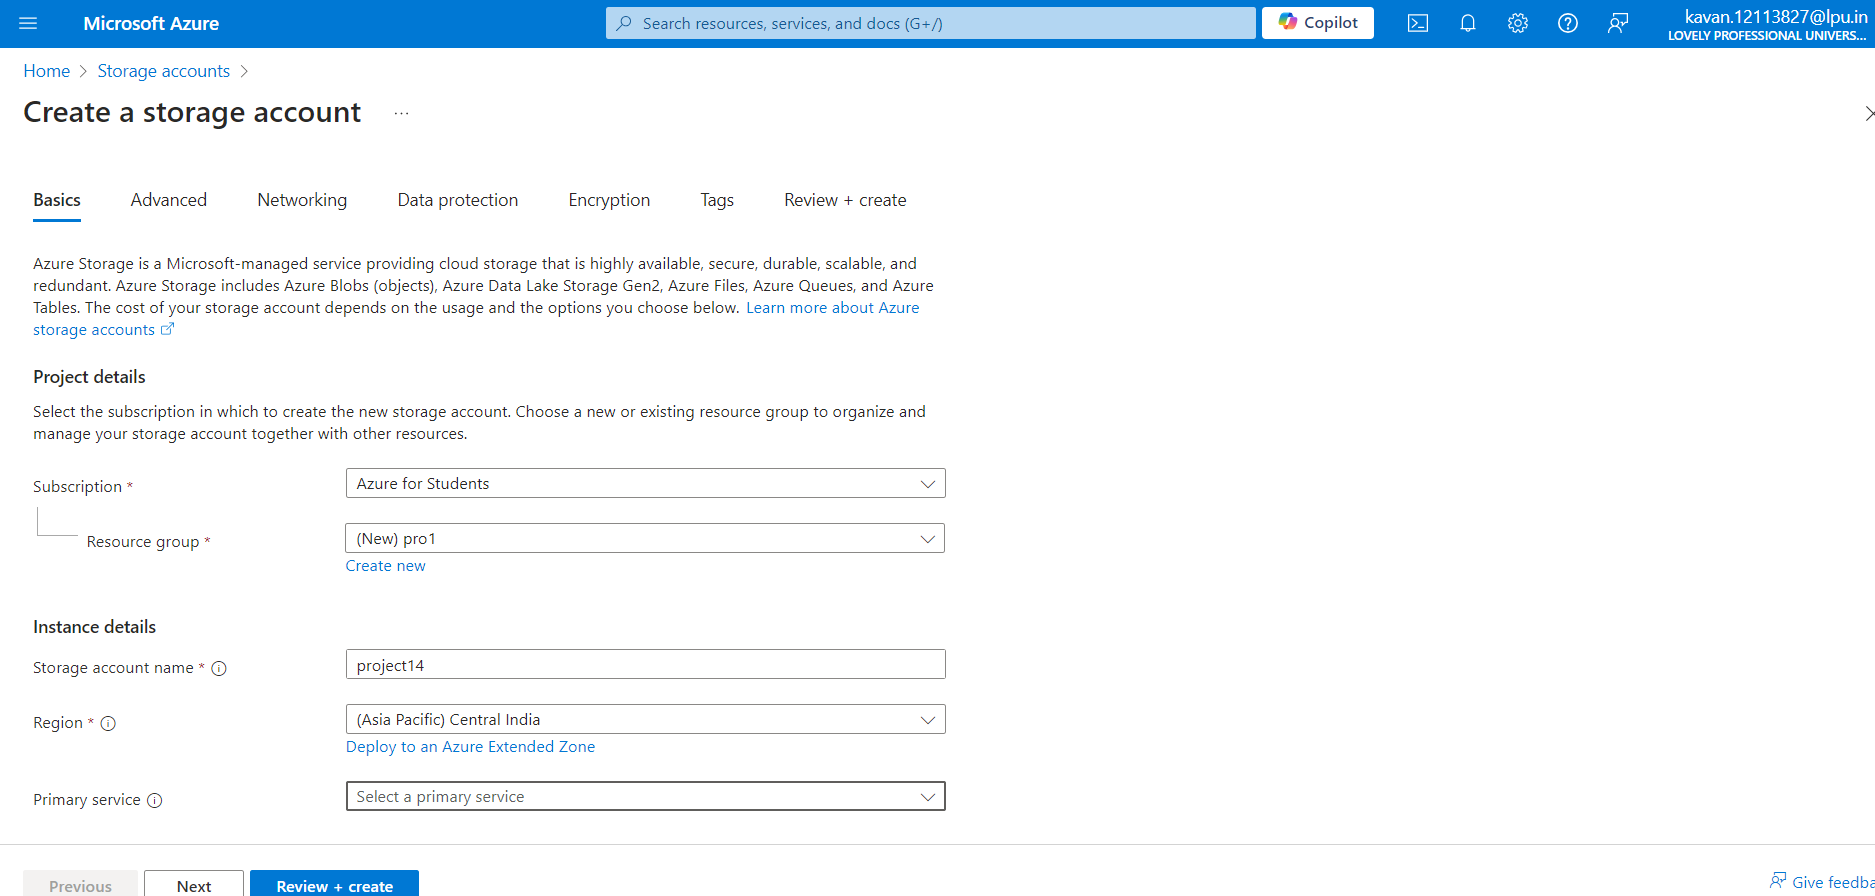 Microsoft Azure
Search resources, services, and docs (G+/)
Copilot
kavan.12113827@lpu.in
LOVELY PROFESSIONAL UNIVERS...
Home > Storage accounts >
Create a storage account ...
Basics Advanced Networking Data protection Encryption Tags Review + create
Azure Storage is a Microsoft-managed service providing cloud storage that is highly available, secure, durable, scalable, and
redundant. Azure Storage includes Azure Blobs (objects), Azure Data Lake Storage Gen2, Azure Files, Azure Queues, and Azure
Tables. The cost of your storage account depends on the usage and the options you choose below. Learn more about Azure
storage accounts
Project details
Select the subscription in which to create the new storage account. Choose a new or existing resource group to organize and
manage your storage account together with other resources.
Subscription * Azure for Students
Resource group * (New) pro1
Create new
Instance details
Storage account name * project14
Region * (Asia Pacific) Central India
Deploy to an Azure Extended Zone
Primary service Select a primary service
Previous Next Review + create Give feedba